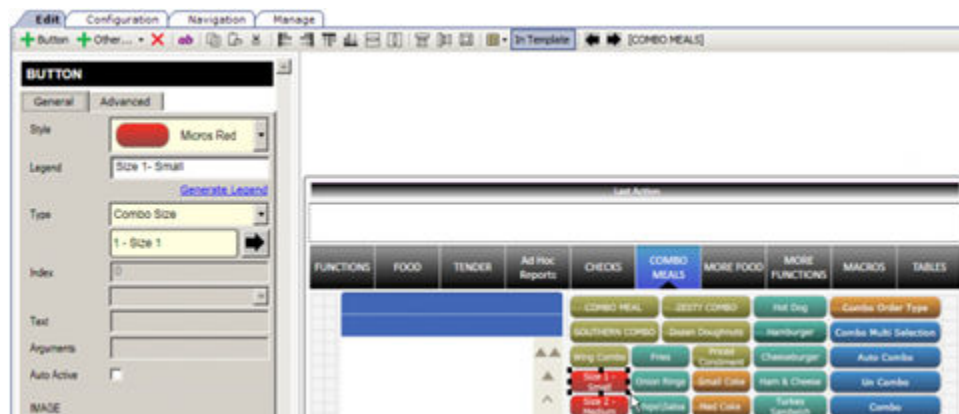 Edit Configuration Navigation Manage
Button Other... ab In Template [COMBO MEALS]
BUTTON
General Advanced
Style Micros Red
Legend Size 1- Small
Generate Legend
Type Combo Size
1 - Size 1
Index 0
Text
Arguments
Auto Active
IMAGE
Last Action
FUNCTIONS FOOD TENDER Ad Hoc Reports CHECKS COMBO MEALS MORE FOOD MORE FUNCTIONS MACROS TABLES
COMBO MEAL ZESTY COMBO Hot Dog Combo Order Type
SOUTHERN COMBO Dozen Doughnuts Hamburger Combo Multi Selection
Wing Combo Fries Priced Condiment Cheeseburger Auto Combo
Size 1 - Small Onion Rings Small Coke Ham & Cheese Un Combo
Size 2 - Medium Med Coke Turkey Sandwich Combo